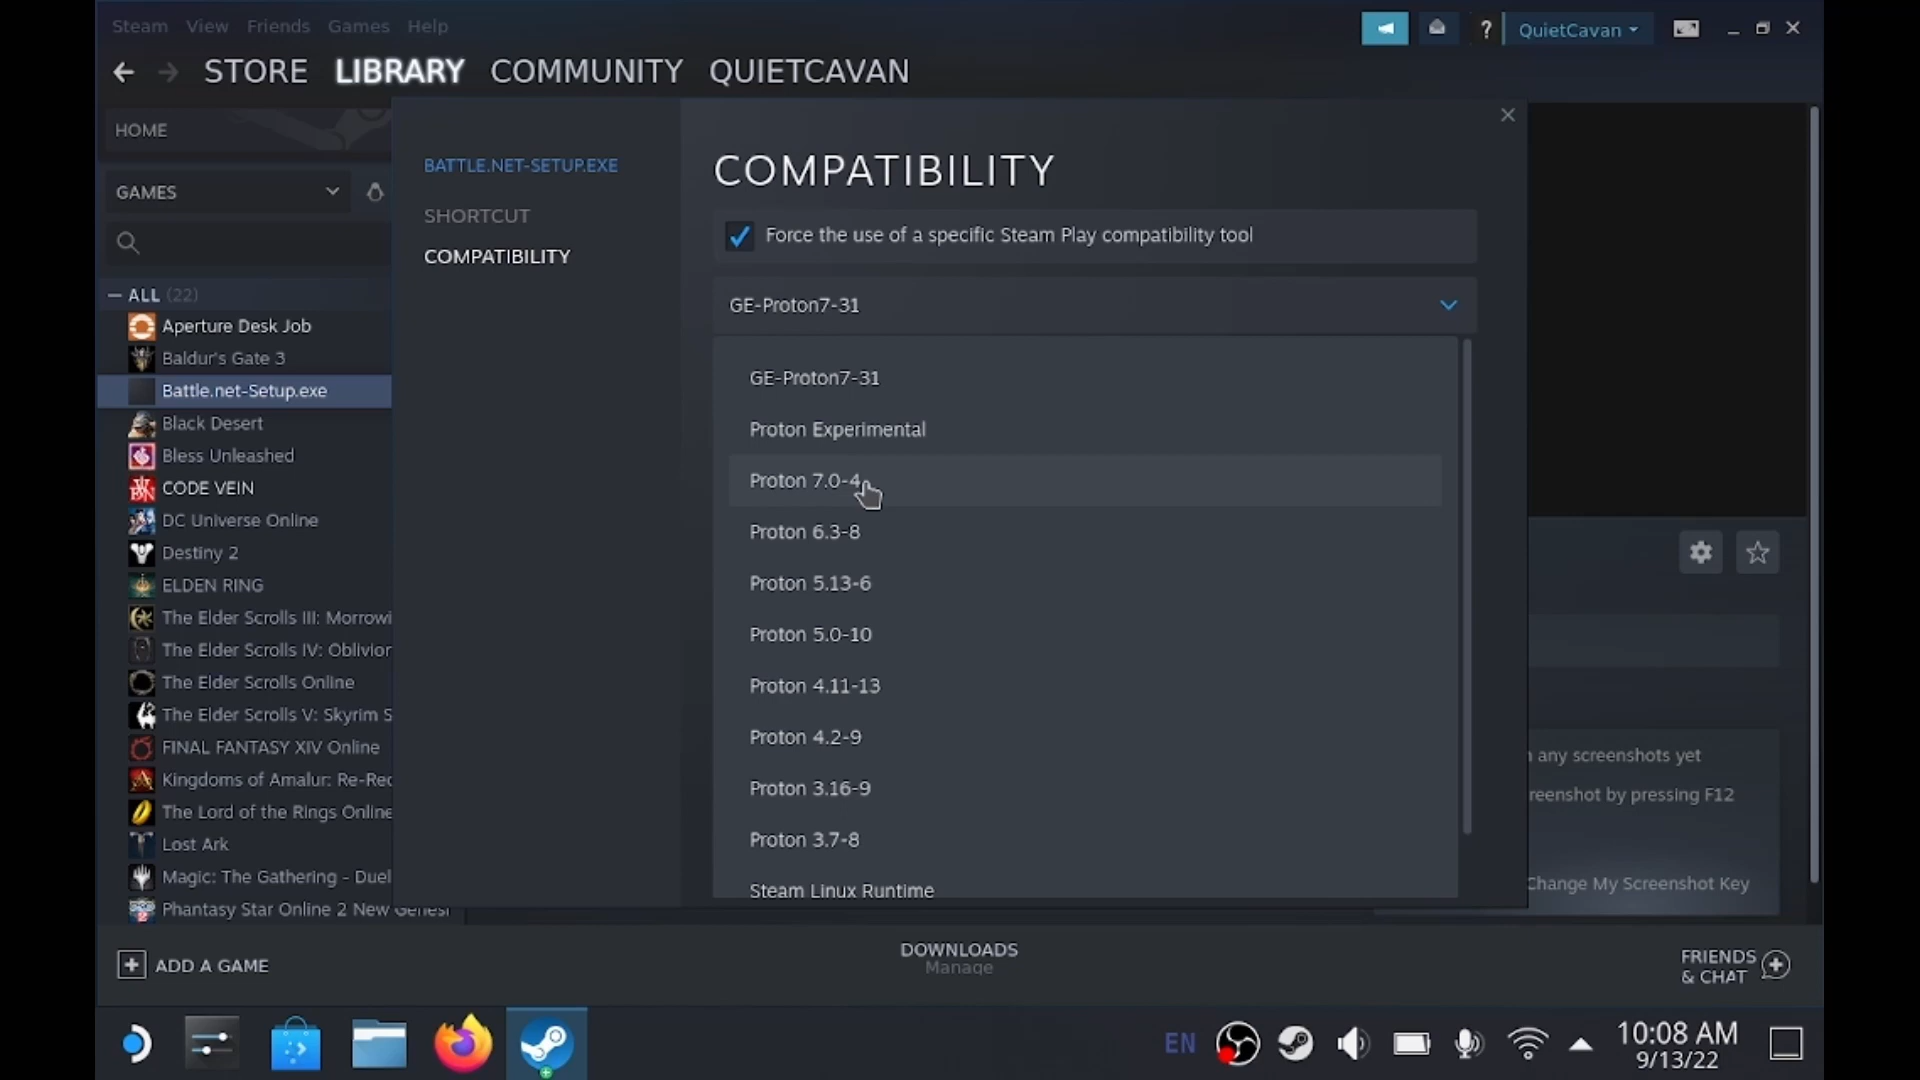 Steam View Friends Games Help
QuietCavan
STORE LIBRARY COMMUNITY QUIETCAVAN
HOME
GAMES
ALL (22)
Aperture Desk Job
Baldur's Gate 3
Battle.net-Setup.exe
Black Desert
Bless Unleashed
CODE VEIN
DC Universe Online
Destiny 2
ELDEN RING
The Elder Scrolls III: Morrowi
The Elder Scrolls IV: Oblivior
The Elder Scrolls Online
The Elder Scrolls V: Skyrim S
FINAL FANTASY XIV Online
Kingdoms of Amalur: Re-Rec
The Lord of the Rings Online
Lost Ark
Magic: The Gathering - Duel
Phantasy Star Online 2 New Genesi
BATTLE.NET-SETUP.EXE
SHORTCUT
COMPATIBILITY
COMPATIBILITY
Force the use of a specific Steam Play compatibility tool
GE-Proton7-31
GE-Proton7-31
Proton Experimental
Proton 7.0-4
Proton 6.3-8
Proton 5.13-6
Proton 5.0-10
Proton 4.11-13
Proton 4.2-9
Proton 3.16-9
Proton 3.7-8
Steam Linux Runtime
any screenshots yet
reenshot by pressing F12
Change My Screenshot Key
ADD A GAME
DOWNLOADS
Manage
FRIENDS
& CHAT
EN
10:08 AM
9/13/22